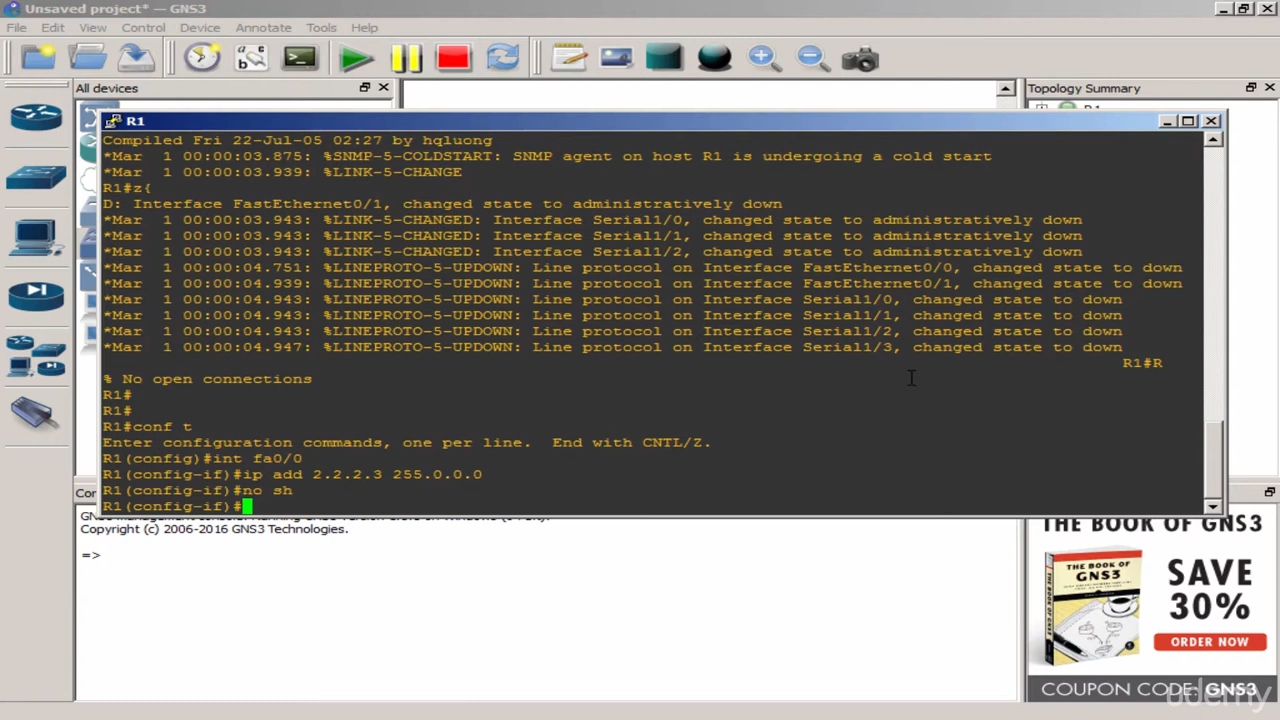 Unsaved project* — GNS3
File Edit View Control Device Annotate Tools Help
All devices
Topology Summary
R1
Compiled Fri 22-Jul-05 02:27 by hqluong
*Mar  1 00:00:03.875: %SNMP-5-COLDSTART: SNMP agent on host R1 is undergoing a cold start
*Mar  1 00:00:03.939: %LINK-5-CHANGE
R1#z{
D: Interface FastEthernet0/1, changed state to administratively down
*Mar  1 00:00:03.943: %LINK-5-CHANGED: Interface Serial1/0, changed state to administratively down
*Mar  1 00:00:03.943: %LINK-5-CHANGED: Interface Serial1/1, changed state to administratively down
*Mar  1 00:00:03.943: %LINK-5-CHANGED: Interface Serial1/2, changed state to administratively down
*Mar  1 00:00:04.751: %LINEPROTO-5-UPDOWN: Line protocol on Interface FastEthernet0/0, changed state to down
*Mar  1 00:00:04.939: %LINEPROTO-5-UPDOWN: Line protocol on Interface FastEthernet0/1, changed state to down
*Mar  1 00:00:04.943: %LINEPROTO-5-UPDOWN: Line protocol on Interface Serial1/0, changed state to down
*Mar  1 00:00:04.943: %LINEPROTO-5-UPDOWN: Line protocol on Interface Serial1/1, changed state to down
*Mar  1 00:00:04.943: %LINEPROTO-5-UPDOWN: Line protocol on Interface Serial1/2, changed state to down
*Mar  1 00:00:04.947: %LINEPROTO-5-UPDOWN: Line protocol on Interface Serial1/3, changed state to down
R1#R
% No open connections
R1#
R1#
R1#conf t
Enter configuration commands, one per line.  End with CNTL/Z.
R1(config)#int fa0/0
R1(config-if)#ip add 2.2.2.3 255.0.0.0
R1(config-if)#no sh
R1(config-if)#
Copyright (c) 2006-2016 GNS3 Technologies.
=>
THE BOOK OF GNS3
THE BOOK OF
GNS3
SAVE
30%
ORDER NOW
COUPON CODE: GNS3
udemy